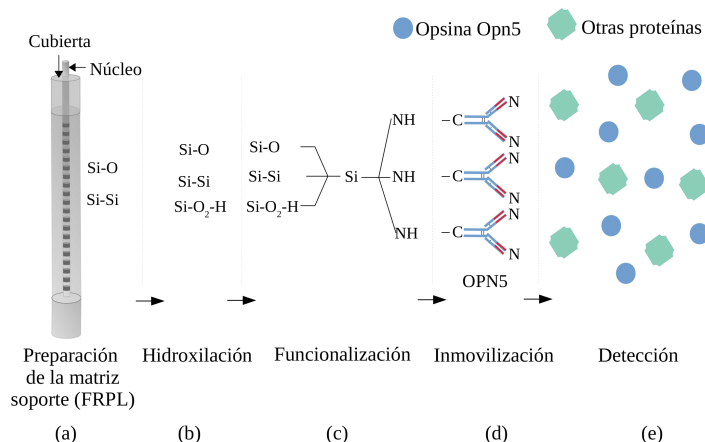 Opsina Opn5
Otras proteínas
Cubierta
Núcleo
Si-O
Si-Si
Si-O
Si-Si
Si-O₂-H
Si-O
Si-Si
Si-O₂-H
Si
NH
NH
NH
C
N
N
C
N
N
C
N
N
OPN5
Preparación
de la matriz
soporte (FRPL)
Hidroxilación
Funcionalización
Inmovilización
Detección
(a)
(b)
(c)
(d)
(e)